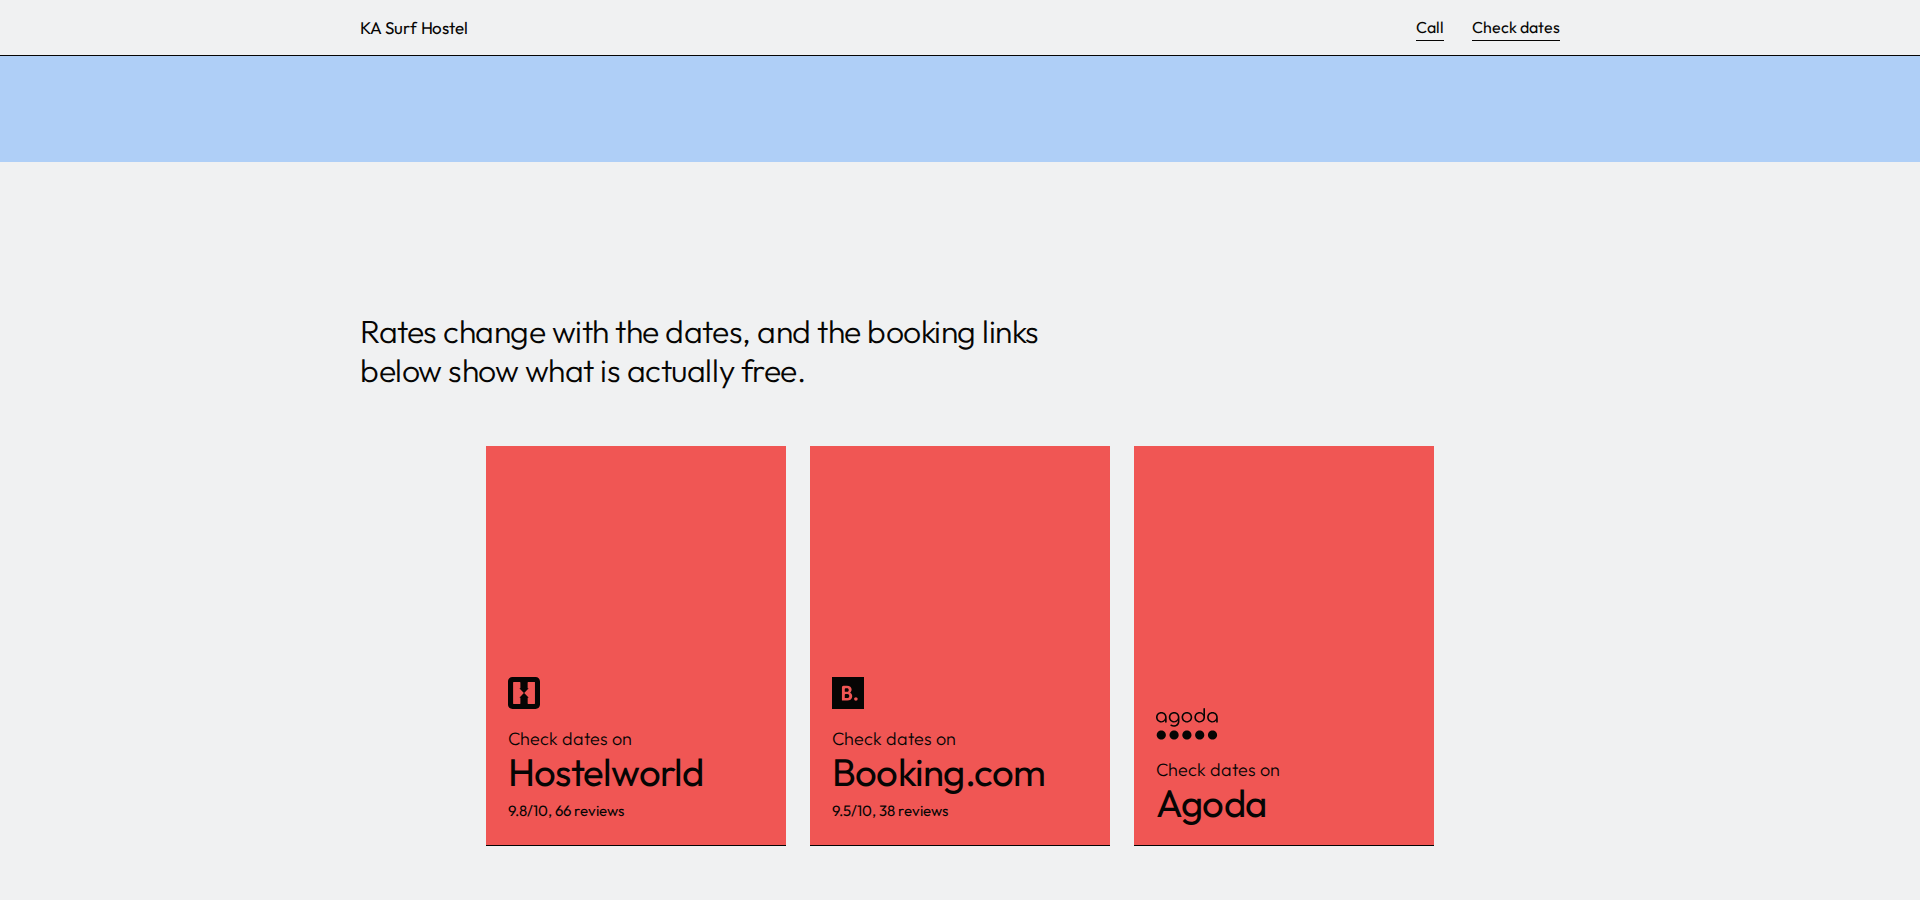 KA Surf Hostel
Call
Check dates
Rates change with the dates, and the booking links
below show what is actually free.
H
Check dates on
Hostelworld
9.8/10, 66 reviews
B.
Check dates on
Booking.com
9.5/10, 38 reviews
agoda
Check dates on
Agoda